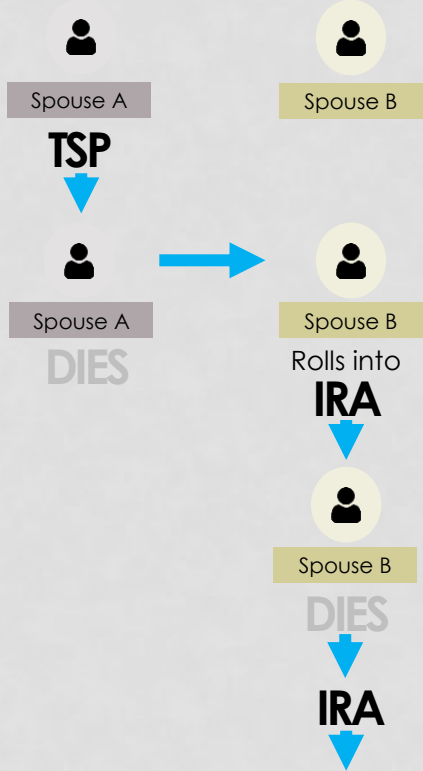 Spouse A
Spouse B
TSP
Spouse A
Spouse B
DIES
Rolls into
IRA
Spouse B
DIES
IRA